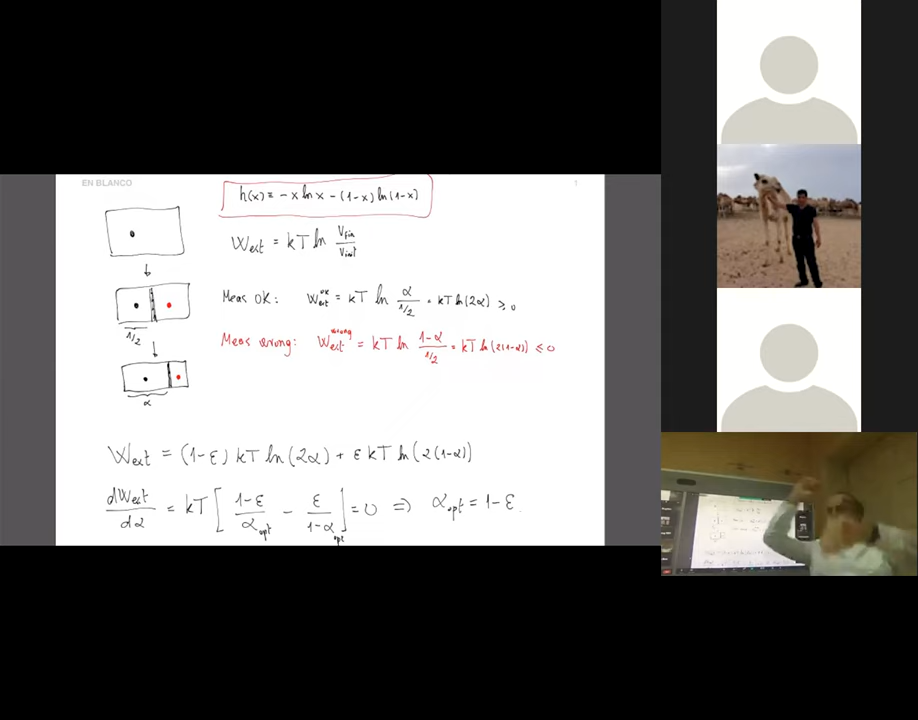 EN BLANCO
1
h(x) = -x ln x - (1-x) ln (1-x)
W_ext = kT ln V_fin/V_init
1/2
Meas OK: W_ext^ok = kT ln α/(1/2) = kT ln(2α) ≥ 0
Meas wrong: W_ext^wrong = kT ln (1-α)/(1/2) = kT ln(2(1-α)) ≤ 0
α
W_ext = (1-ε) kT ln(2α) + ε kT ln(2(1-α))
dW_ext/dα = kT [ (1-ε)/α_opt - ε/(1-α_opt) ] = 0 ⇒ α_opt = 1-ε.